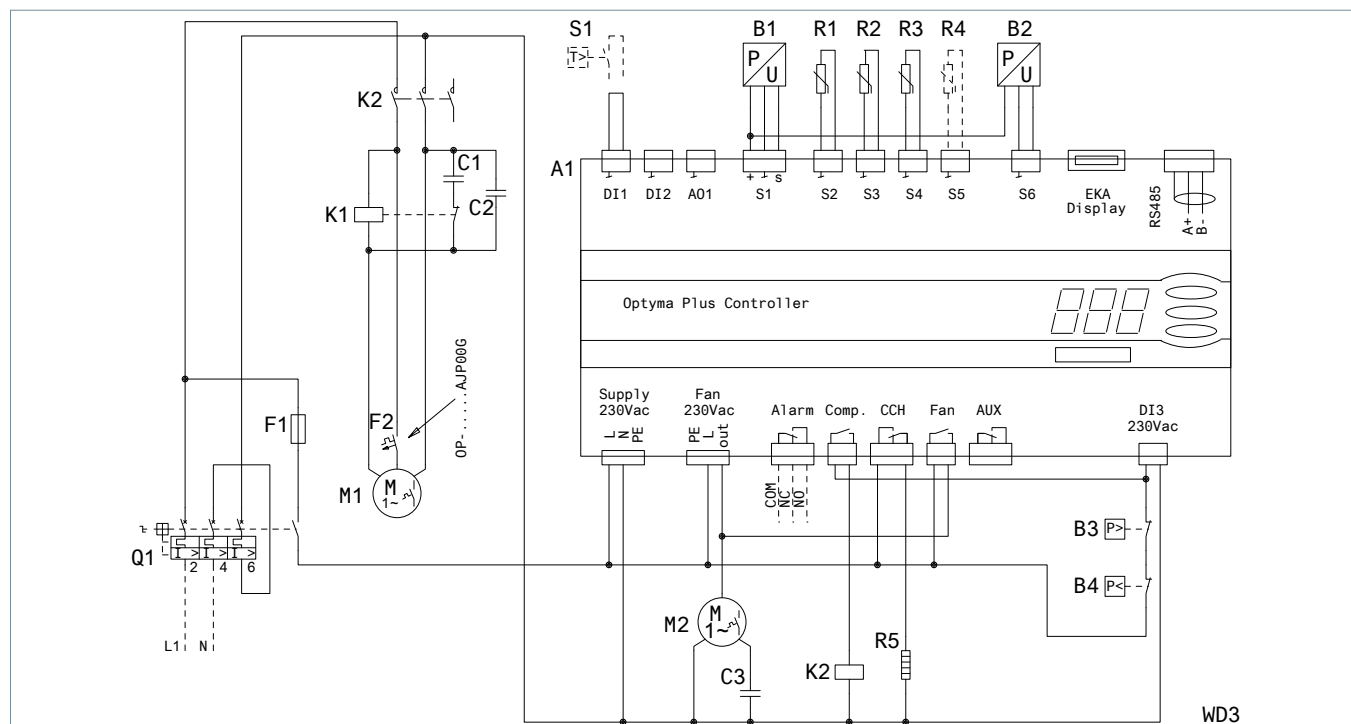 S1
B1
R1
R2
R3
R4
B2
T>
P
U
P
U
K2
A1
C1
C2
K1
+
s
DI1
DI2
AO1
S1
S2
S3
S4
S5
S6
EKA
Display
RS485
A+
B-
Optyma Plus Controller
OP-......AJP00G
F1
F2
Supply
230Vac
Fan
230Vac
Alarm
Comp.
CCH
Fan
AUX
DI3
230Vac
L
N
PE
PE
L
out
COM
NC
NO
M1
M
1~
Q1
I >
I >
I >
2
4
6
B3
P>
B4
P<
L1
N
M2
M
1~
C3
K2
R5
WD3